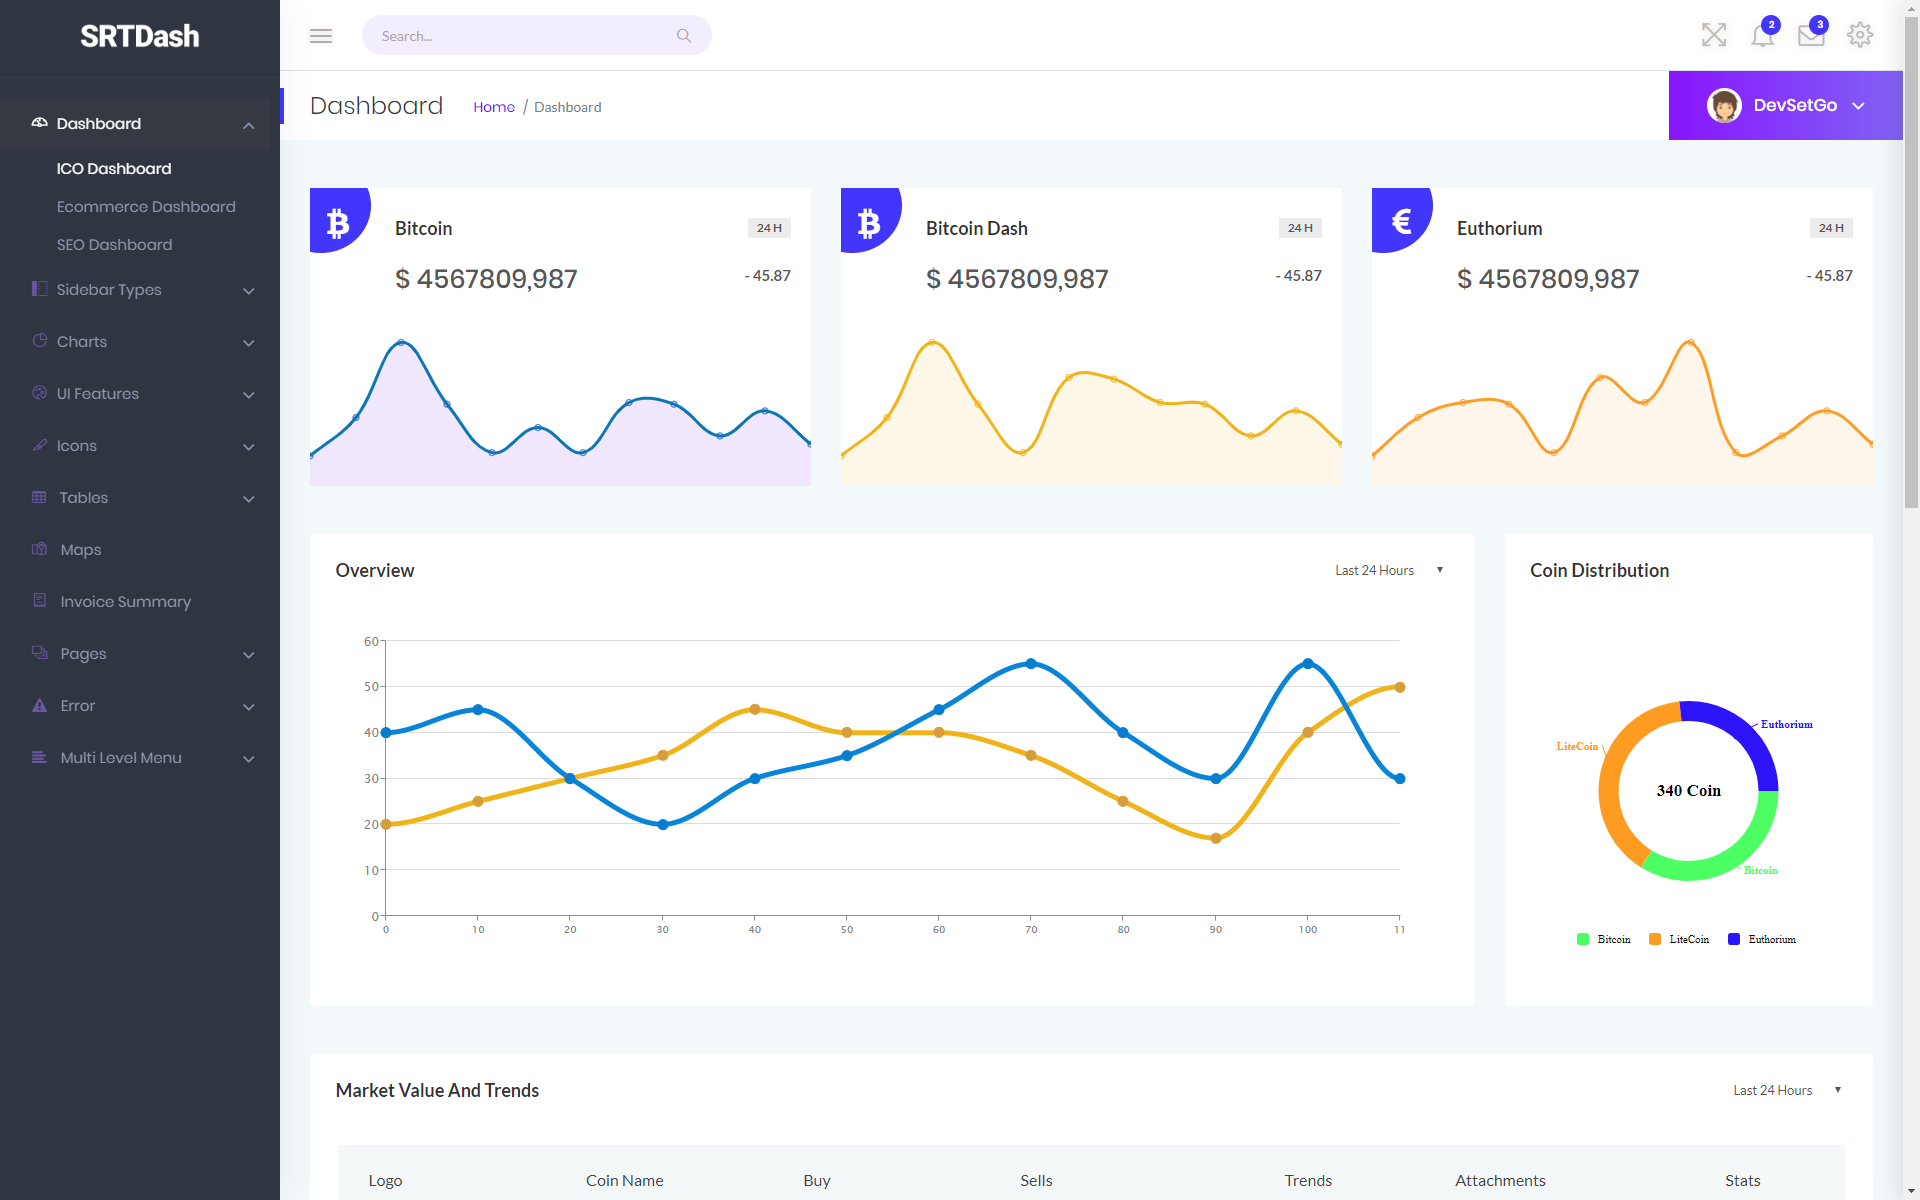 SRTDash
Search...
2
3
Dashboard
Home / Dashboard
DevSetGo
Dashboard
ICO Dashboard
Ecommerce Dashboard
SEO Dashboard
Sidebar Types
Charts
UI Features
Icons
Tables
Maps
Invoice Summary
Pages
Error
Multi Level Menu
Bitcoin
24 H
$ 4567809,987
- 45.87
Bitcoin Dash
24 H
$ 4567809,987
- 45.87
Euthorium
24 H
$ 4567809,987
- 45.87
Overview
Last 24 Hours
60
50
40
30
20
10
0
0 10 20 30 40 50 60 70 80 90 100 11
Coin Distribution
Euthorium
LiteCoin
340 Coin
Bitcoin
Bitcoin LiteCoin Euthorium
Market Value And Trends
Last 24 Hours
Logo Coin Name Buy Sells Trends Attachments Stats